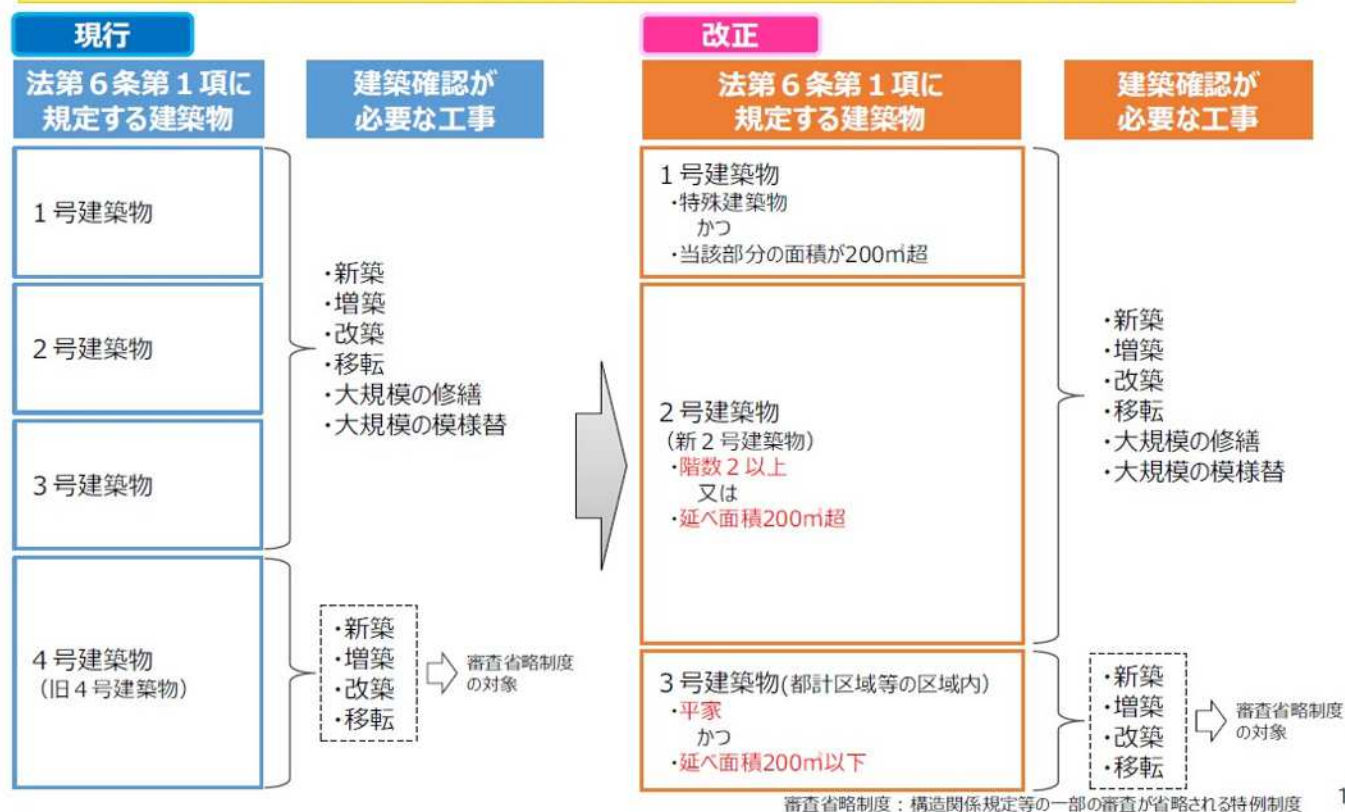 現行
法第６条第１項に
規定する建築物
建築確認が
必要な工事
１号建築物
２号建築物
３号建築物
・新築
・増築
・改築
・移転
・大規模の修繕
・大規模の模様替
４号建築物
（旧４号建築物）
・新築
・増築
・改築
・移転
審査省略制度
の対象
改正
法第６条第１項に
規定する建築物
建築確認が
必要な工事
１号建築物
・特殊建築物
かつ
・当該部分の面積が200㎡超
２号建築物
（新２号建築物）
・階数２以上
又は
・延べ面積200㎡超
・新築
・増築
・改築
・移転
・大規模の修繕
・大規模の模様替
３号建築物(都計区域等の区域内)
・平家
かつ
・延べ面積200㎡以下
・新築
・増築
・改築
・移転
審査省略制度
の対象
審査省略制度：構造関係規定等の一部の審査が省略される特例制度
1